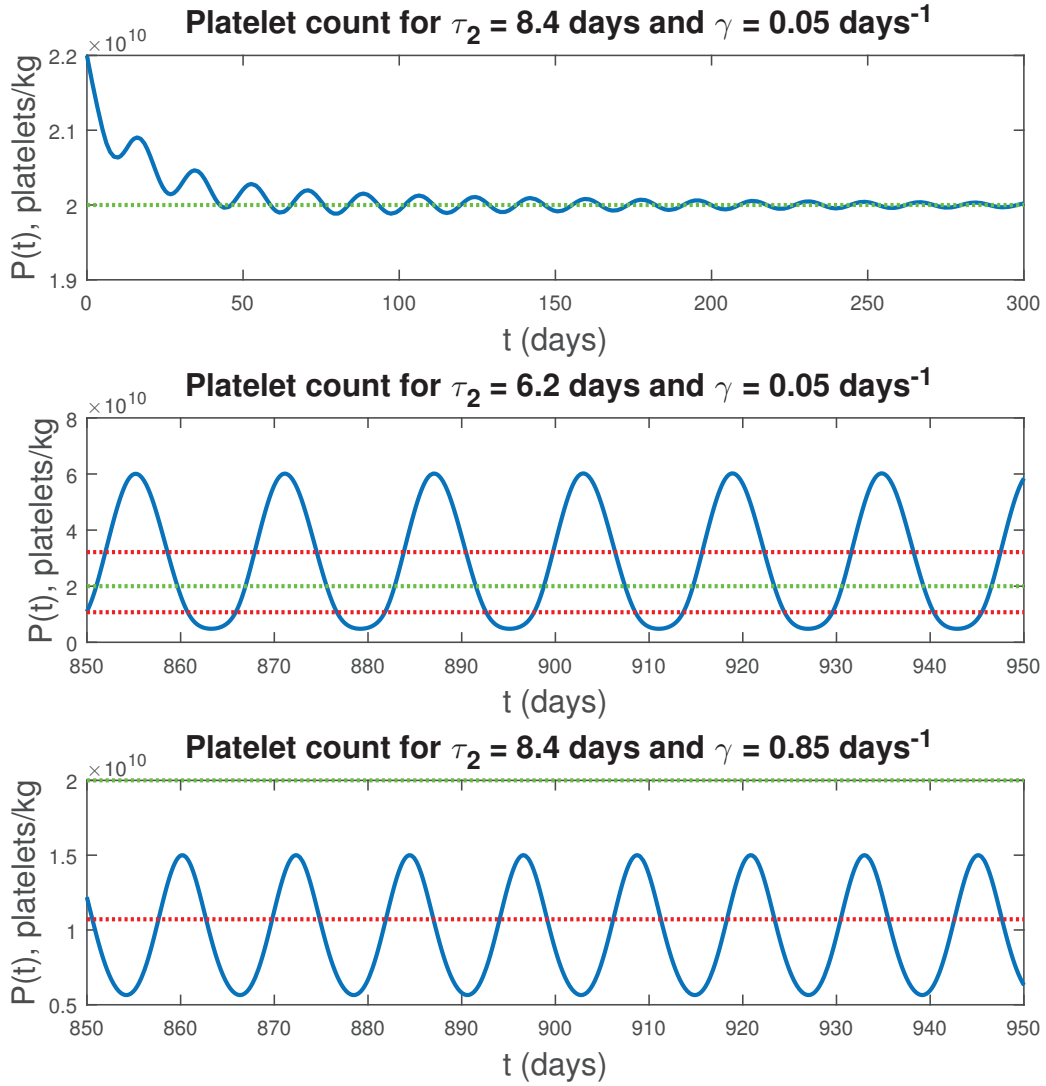 Platelet count for τ2 = 8.4 days and γ = 0.05 days-1
×10^10
P(t), platelets/kg
2.2
2.1
2
1.9
0 50 100 150 200 250 300
t (days)
Platelet count for τ2 = 6.2 days and γ = 0.05 days-1
×10^10
P(t), platelets/kg
8
6
4
2
0
850 860 870 880 890 900 910 920 930 940 950
t (days)
Platelet count for τ2 = 8.4 days and γ = 0.85 days-1
×10^10
P(t), platelets/kg
2
1.5
1
0.5
850 860 870 880 890 900 910 920 930 940 950
t (days)